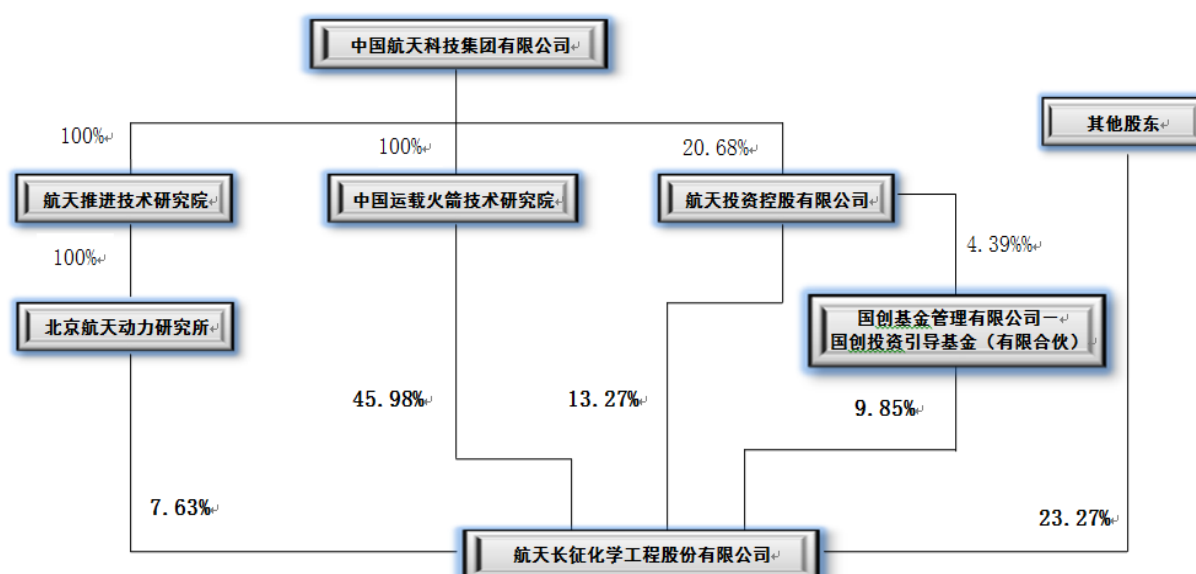 中国航天科技集团有限公司
其他股东
100%
100%
20.68%
航天推进技术研究院
中国运载火箭技术研究院
航天投资控股有限公司
100%
4.39%%
北京航天动力研究所
国创基金管理有限公司一
国创投资引导基金（有限合伙）
45.98%
13.27%
9.85%
7.63%
23.27%
航天长征化学工程股份有限公司